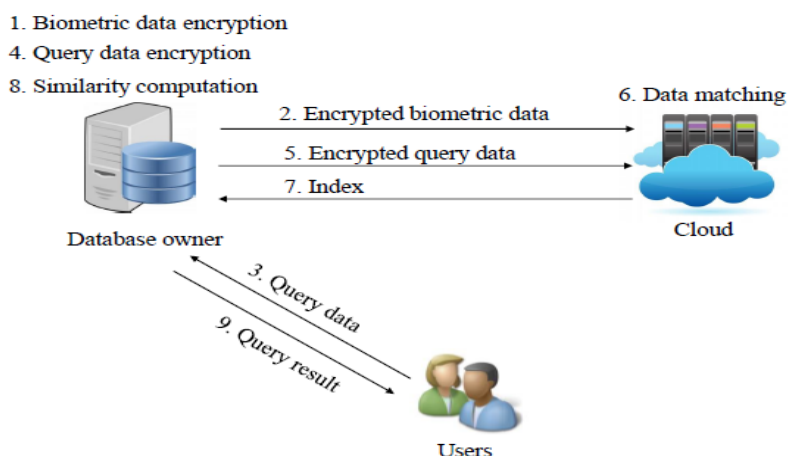 1. Biometric data encryption
4. Query data encryption
8. Similarity computation
6. Data matching
2. Encrypted biometric data
5. Encrypted query data
7. Index
Database owner
Cloud
3. Query data
9. Query result
Users